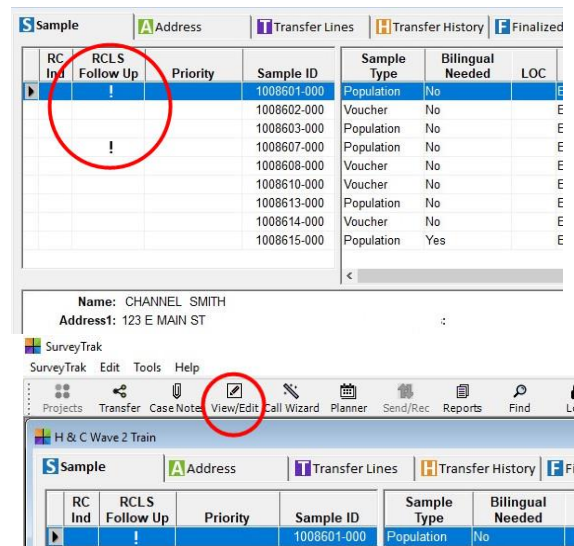 S Sample A Address T Transfer Lines H Transfer History F Finalized
RC Ind RCLS Follow Up Priority Sample ID Sample Type Bilingual Needed LOC
! 1008601-000 Population No E
1008602-000 Voucher No E
1008603-000 Population No E
! 1008607-000 Population No E
1008608-000 Voucher No E
1008610-000 Voucher No E
1008613-000 Population No E
1008614-000 Voucher No E
1008615-000 Population Yes E
Name: CHANNEL SMITH
Address1: 123 E MAIN ST :
SurveyTrak
SurveyTrak Edit Tools Help
Projects Transfer Case Notes View/Edit Call Wizard Planner Send/Rec Reports Find
H & C Wave 2 Train
S Sample A Address T Transfer Lines H Transfer History F Fi
RC Ind RCLS Follow Up Priority Sample ID Sample Type Bilingual Needed
! 1008601-000 Population No